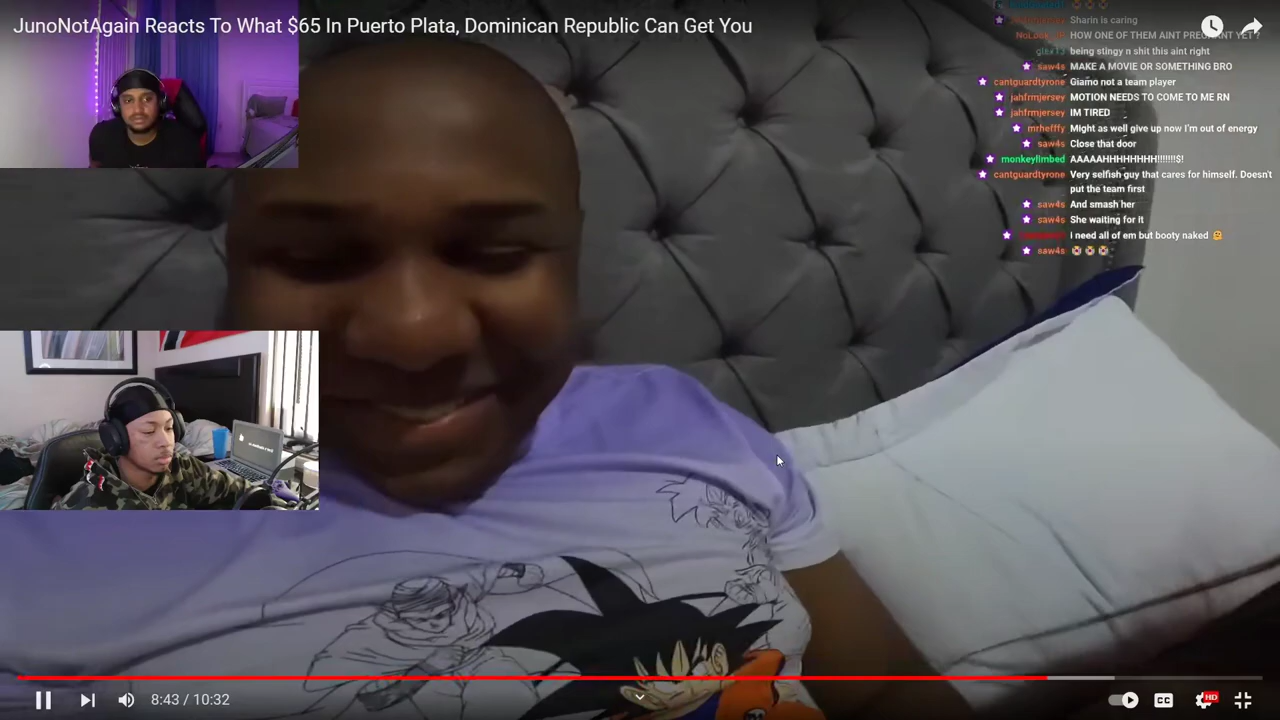 JunoNotAgain Reacts To What $65 In Puerto Plata, Dominican Republic Can Get You
Sharin is caring
HOW ONE OF THEM AINT PREGNANT YET?
being stingy n shit this aint right
saw4s MAKE A MOVIE OR SOMETHING BRO
cantguardtyrone Giamo not a team player
jahfrmjersey MOTION NEEDS TO COME TO ME RN
jahfrmjersey IM TIRED
mrhefffy Might as well give up now I'm out of energy
saw4s Close that door
monkeylimbed AAAAAHHHHHHHH!!!!!!!$!
cantguardtyrone Very selfish guy that cares for himself. Doesn't
put the team first
saw4s And smash her
saw4s She waiting for it
i need all of em but booty naked
saw4s
8:43 / 10:32
CC
HD